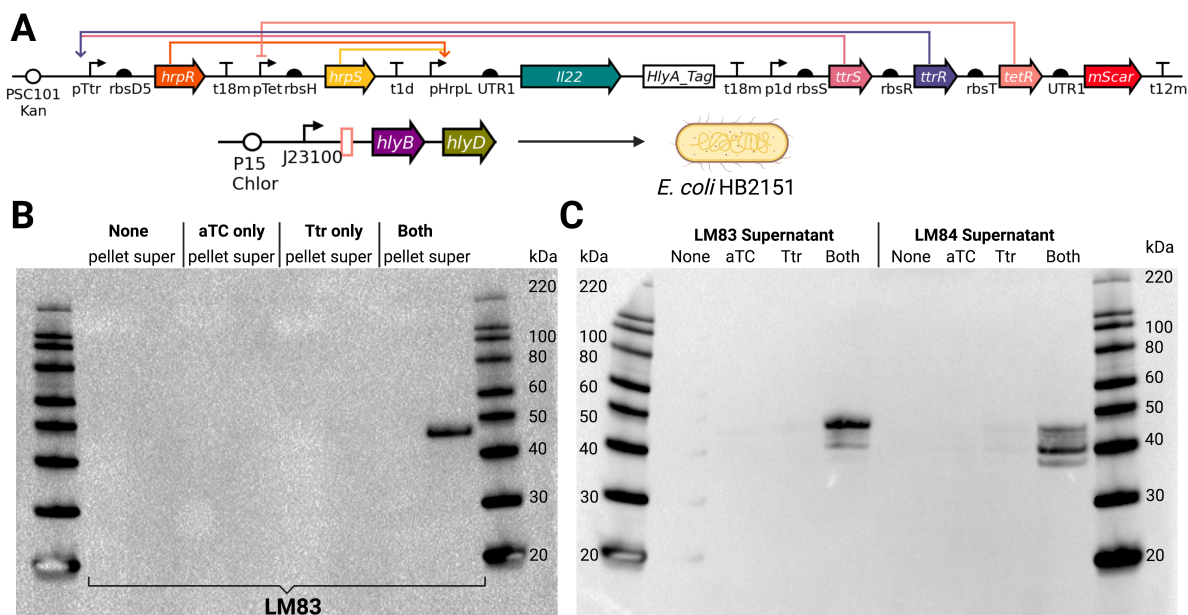 A
hrpR hrpS Il22 HlyA_Tag ttrS ttrR tetR mScar
PSC101
Kan
pTtr rbsD5 t18m pTet rbsH t1d pHrpL UTR1 t18m p1d rbsS rbsR rbsT UTR1 t12m
hlyB hlyD
P15
Chlor
J23100
E. coli HB2151
B
None aTC only Ttr only Both
pellet super pellet super pellet super pellet super kDa
220
100
80
60
50
40
30
20
LM83
C
LM83 Supernatant LM84 Supernatant
kDa None aTC Ttr Both None aTC Ttr Both kDa
220 220
100 100
80 80
60 60
50 50
40 40
30 30
20 20